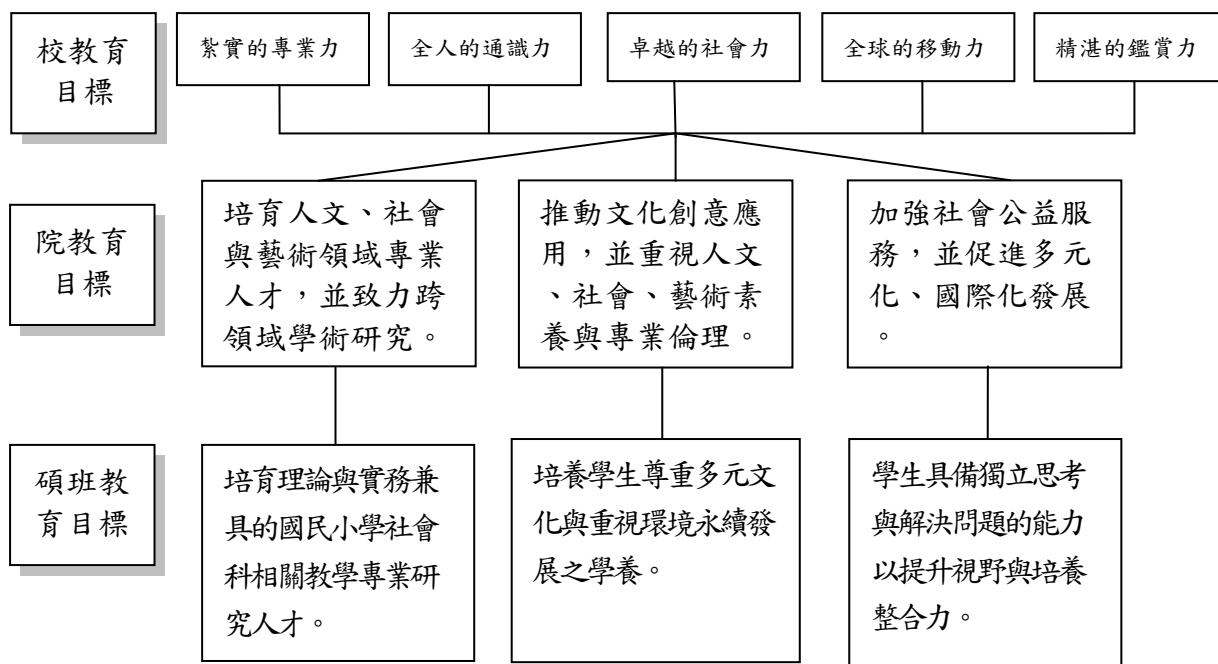 校教育
目標
紮實的專業力
全人的通識力
卓越的社會力
全球的移動力
精湛的鑑賞力
院教育
目標
培育人文、社會
與藝術領域專業
人才，並致力跨
領域學術研究。
推動文化創意應
用，並重視人文
、社會、藝術素
養與專業倫理。
加強社會公益服
務，並促進多元
化、國際化發展
。
碩班教
育目標
培育理論與實務兼
具的國民小學社會
科相關教學專業研
究人才。
培養學生尊重多元文
化與重視環境永續發
展之學養。
學生具備獨立思考
與解決問題的能力
以提升視野與培養
整合力。